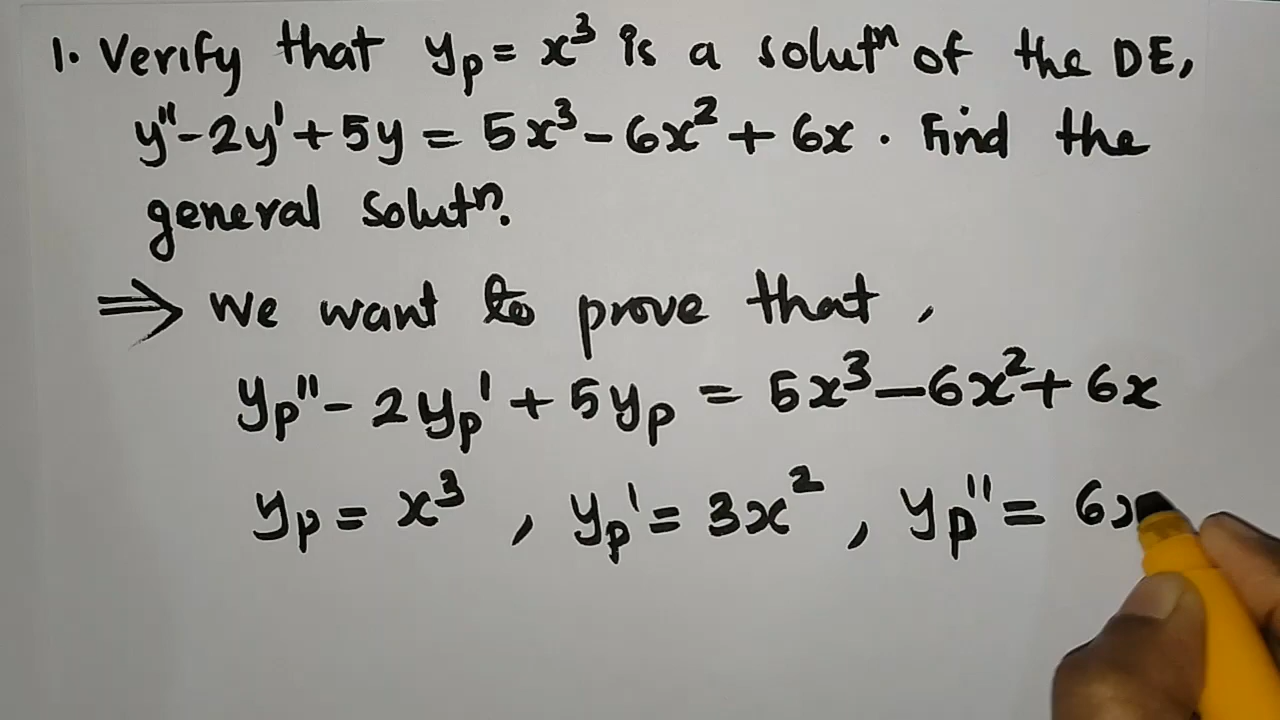 1. Verify that yₚ = x³ is a solutⁿ of the DE,
y'' - 2y' + 5y = 5x³ - 6x² + 6x. Find the
general solutⁿ.
⇒ We want to prove that,
yₚ'' - 2yₚ' + 5yₚ = 5x³ - 6x² + 6x
yₚ = x³, yₚ' = 3x², yₚ'' = 6x